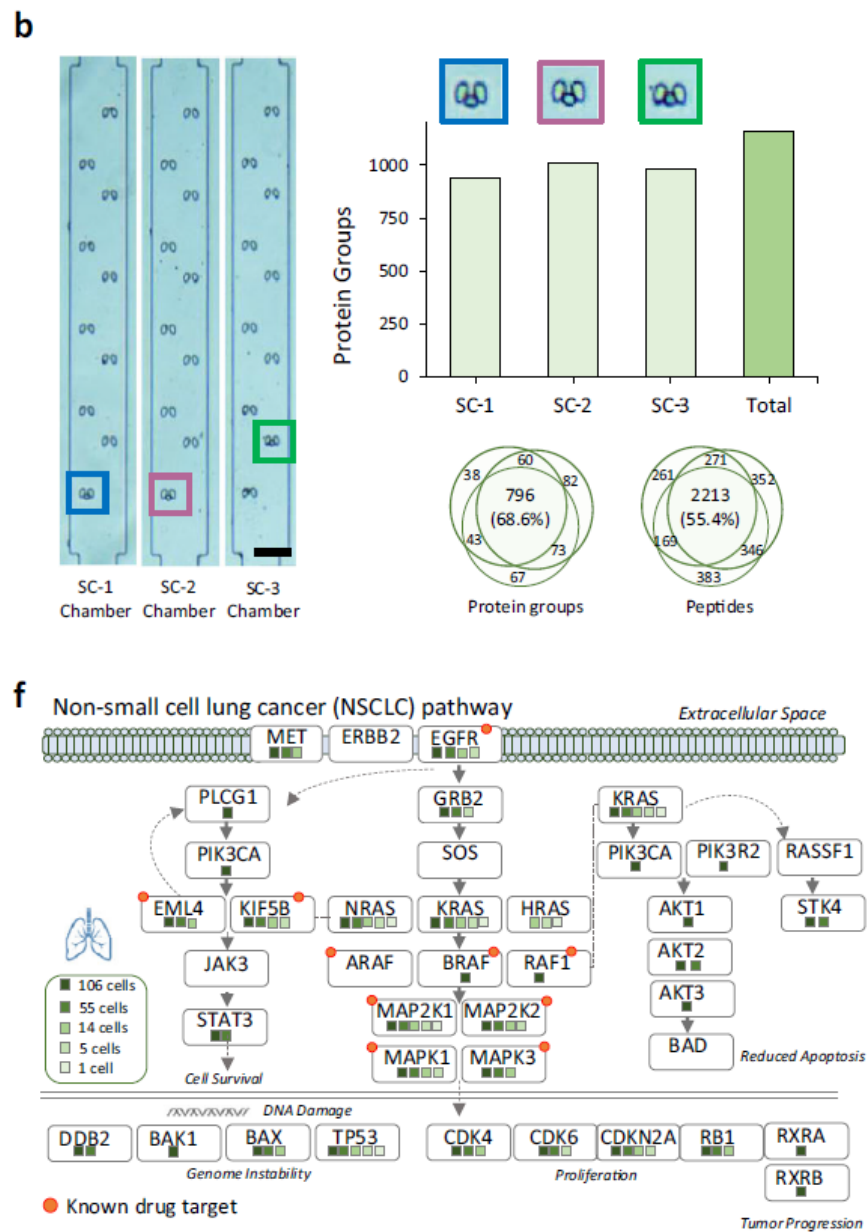 b
1000
750
500
250
0
Protein Groups
SC-1 SC-2 SC-3 Total
SC-1 Chamber
SC-2 Chamber
SC-3 Chamber
38 60 82
796
(68.6%)
43 73
67
Protein groups
261 271 352
2213
(55.4%)
169 346
383
Peptides
f
Non-small cell lung cancer (NSCLC) pathway
Extracellular Space
MET ERBB2 EGFR
PLCG1 GRB2 KRAS
PIK3CA SOS PIK3CA PIK3R2 RASSF1
EML4 KIF5B NRAS KRAS HRAS AKT1 STK4
JAK3 ARAF BRAF RAF1 AKT2
106 cells
55 cells
14 cells
5 cells
1 cell
STAT3 MAP2K1 MAP2K2 AKT3
MAPK1 MAPK3 BAD
Reduced Apoptosis
Cell Survival
DNA Damage
DDB2 BAK1 BAX TP53 CDK4 CDK6 CDKN2A RB1 RXRA
Genome Instability Proliferation
RXRB
Known drug target
Tumor Progression